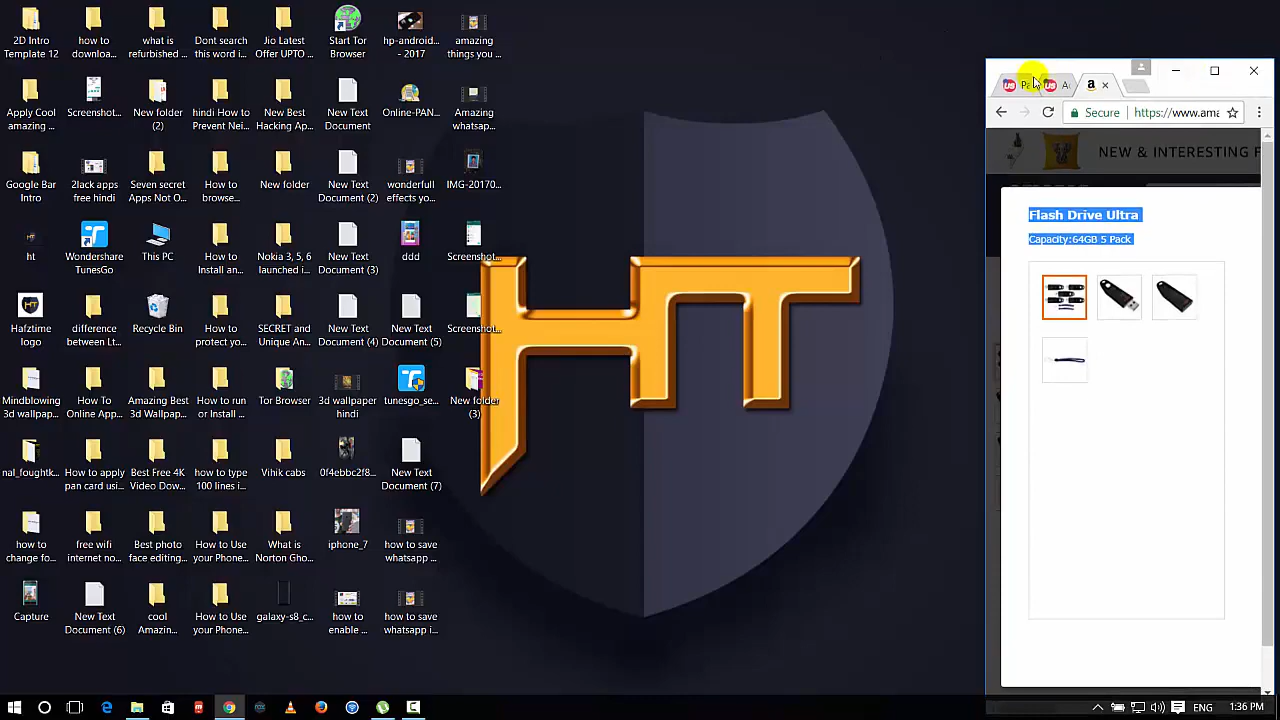 2D Intro
Template 12
how to
downloa...
what is
refurbished ...
Dont search
this word i...
Jio Latest
Offer UPTO ...
Start Tor
Browser
hp-android...
- 2017
amazing
things you ...
Apply Cool
amazing ...
Screenshot...
New folder
(2)
hindi How to
Prevent Nei...
New Best
Hacking Ap...
New Text
Document
Online-PAN...
Amazing
whatsap...
Google Bar
Intro
2lack apps
free hindi
Seven secret
Apps Not O...
How to
browse...
New folder
New Text
Document (2)
wonderfull
effects yo...
IMG-20170...
ht
Wondershare
TunesGo
This PC
How to
Install an...
Nokia 3, 5, 6
launched i...
New Text
Document (3)
ddd
Screenshot...
Hafztimo
logo
difference
between Lt...
Recycle Bin
How to
protect yo...
SECRET and
Unique An...
New Text
Document (4)
New Text
Document (5)
Screenshot...
Mindblowing
3d wallpap...
How To
Online App...
Amazing Best
3d Wallpap...
How to run
or Install ...
Tor Browser
3d wallpaper
hindi
tunesgo_se...
New folder
(3)
nal_foughtk...
How to apply
pan card usi...
Best Free 4K
Video Dow...
how to type
100 lines i...
Vihik cabs
0f4ebbc2f8...
New Text
Document (7)
how to
change fo...
free wifi
internet no...
Best photo
face editing...
How to Use
your Phone...
What is
Norton Gho...
iphone_7
how to save
whatsapp ...
Capture
New Text
Document (6)
cool
Amazin...
How to Use
your Phone...
galaxy-s8_c...
how to
enable ...
how to save
whatsapp i...
HT
Secure
https://www.ama
NEW & INTERESTING F
Flash Drive Ultra
Capacity:64GB 5 Pack
ENG
1:36 PM